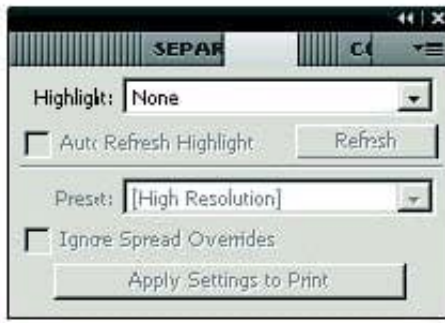 SEPAR
Highlight: None
Auto Refresh Highlight Refresh
Preset: [High Resolution]
Ignore Spread Overrides
Apply Settings to Print